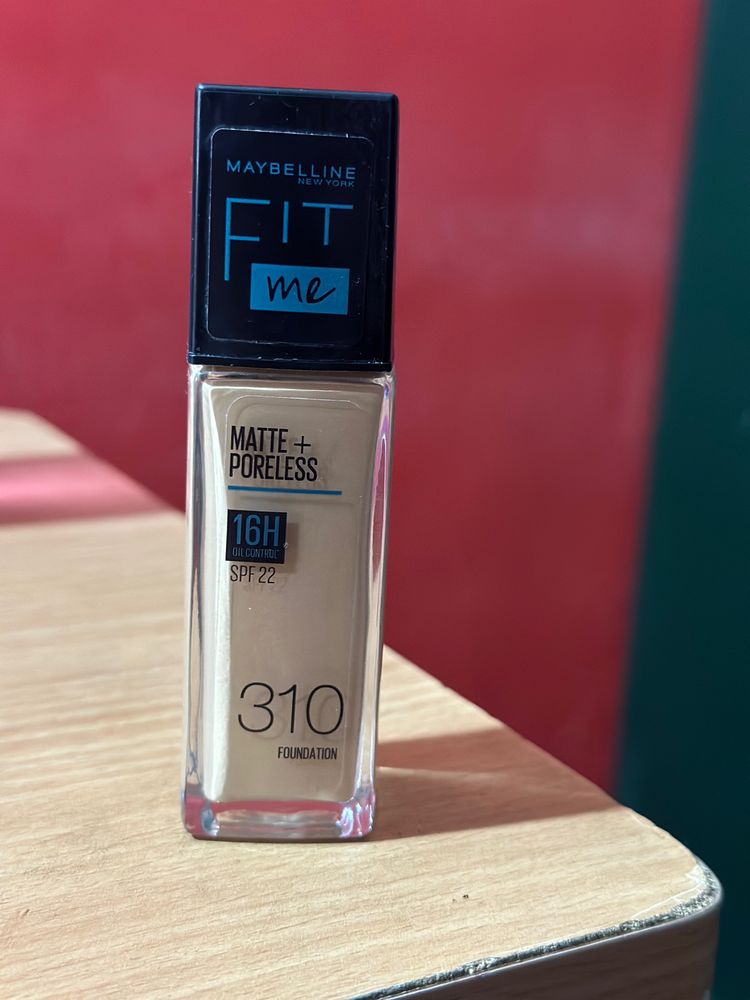 MAYBELLINE
NEW YORK
FIT
me
MATTE +
PORELESS
16H
OIL CONTROL
SPF 22
310
FOUNDATION